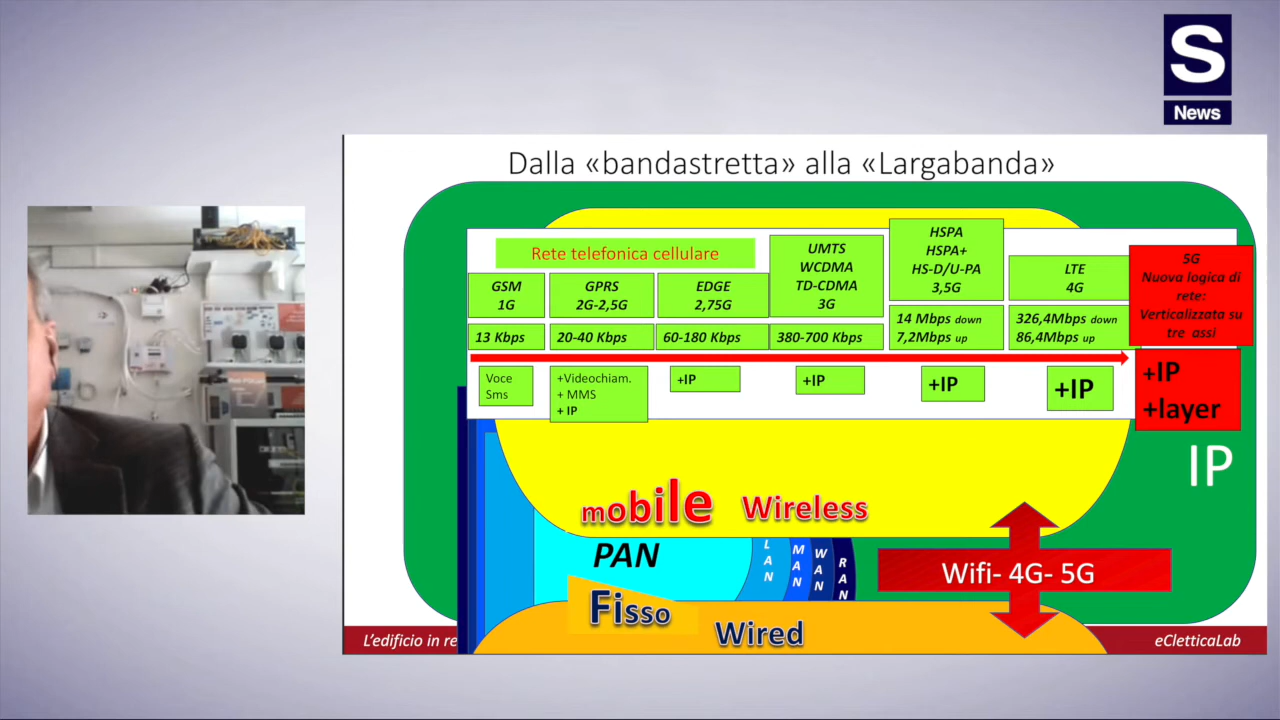 S
News
Dalla «bandastretta» alla «Largabanda»
Rete telefonica cellulare
GSM
1G
GPRS
2G-2,5G
EDGE
2,75G
UMTS
WCDMA
TD-CDMA
3G
HSPA
HSPA+
HS-D/U-PA
3,5G
LTE
4G
5G
Nuova logica di
rete:
Verticalizzata su
tre assi
13 Kbps
20-40 Kbps
60-180 Kbps
380-700 Kbps
14 Mbps down
7,2Mbps up
326,4Mbps down
86,4Mbps up
Voce
Sms
+Videochiam.
+ MMS
+ IP
+IP
+IP
+IP
+IP
+IP
+layer
IP
mobile Wireless
PAN
LAN
MAN
WAN
RAN
Wifi- 4G- 5G
Fisso
Wired
L'edificio in re
eCletticaLab